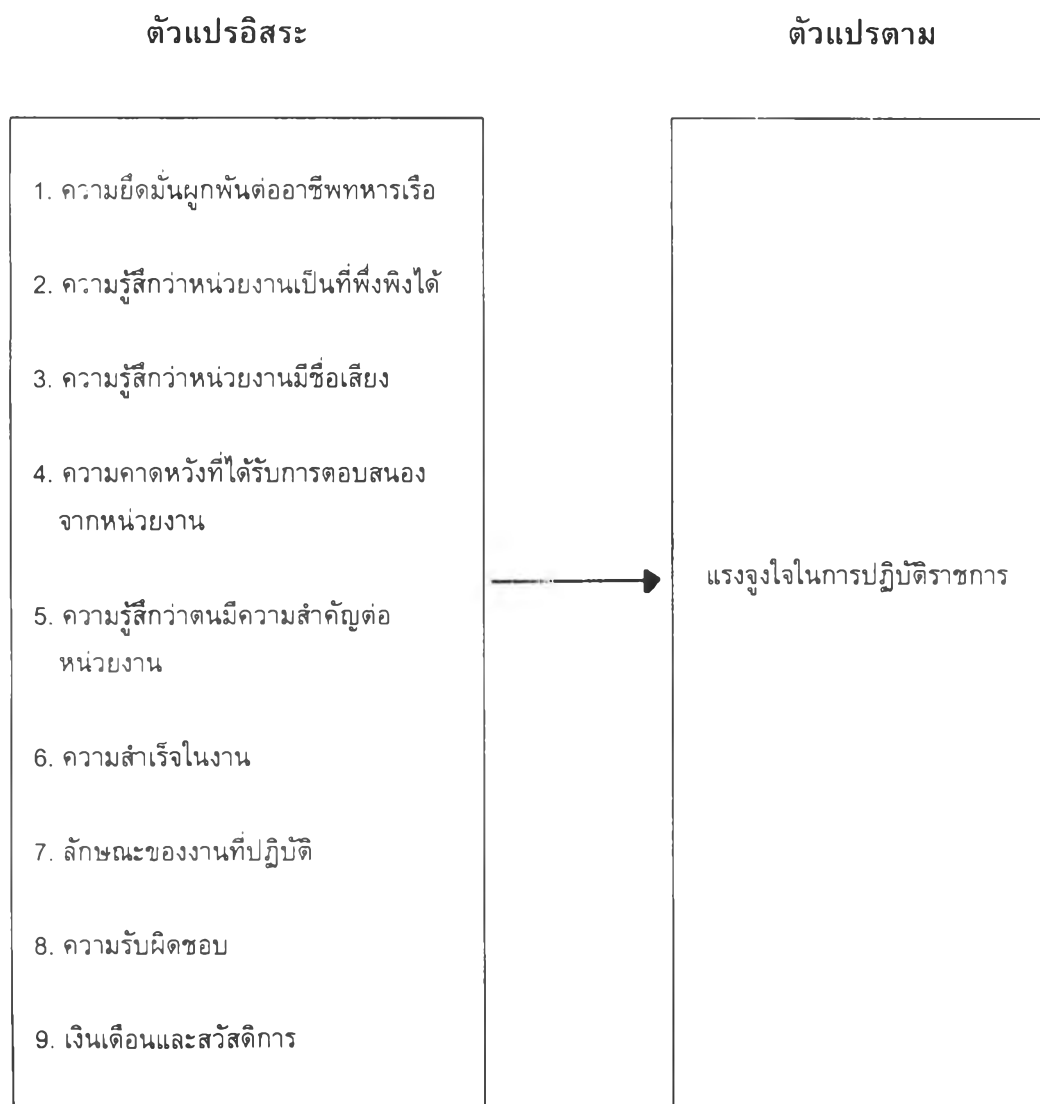 ตัวแปรอิสระ
ตัวแปรตาม
1. ความยึดมั่นผูกพันต่ออาชีพทหารเรือ
2. ความรู้สึกว่าหน่วยงานเป็นที่พึ่งพิงได้
3. ความรู้สึกว่าหน่วยงานมีชื่อเสียง
4. ความคาดหวังที่ได้รับการตอบสนอง
จากหน่วยงาน
5. ความรู้สึกว่าตนมีความสำคัญต่อ
หน่วยงาน
6. ความสำเร็จในงาน
7. ลักษณะของงานที่ปฏิบัติ
8. ความรับผิดชอบ
9. เงินเดือนและสวัสดิการ
แรงจูงใจในการปฏิบัติราชการ